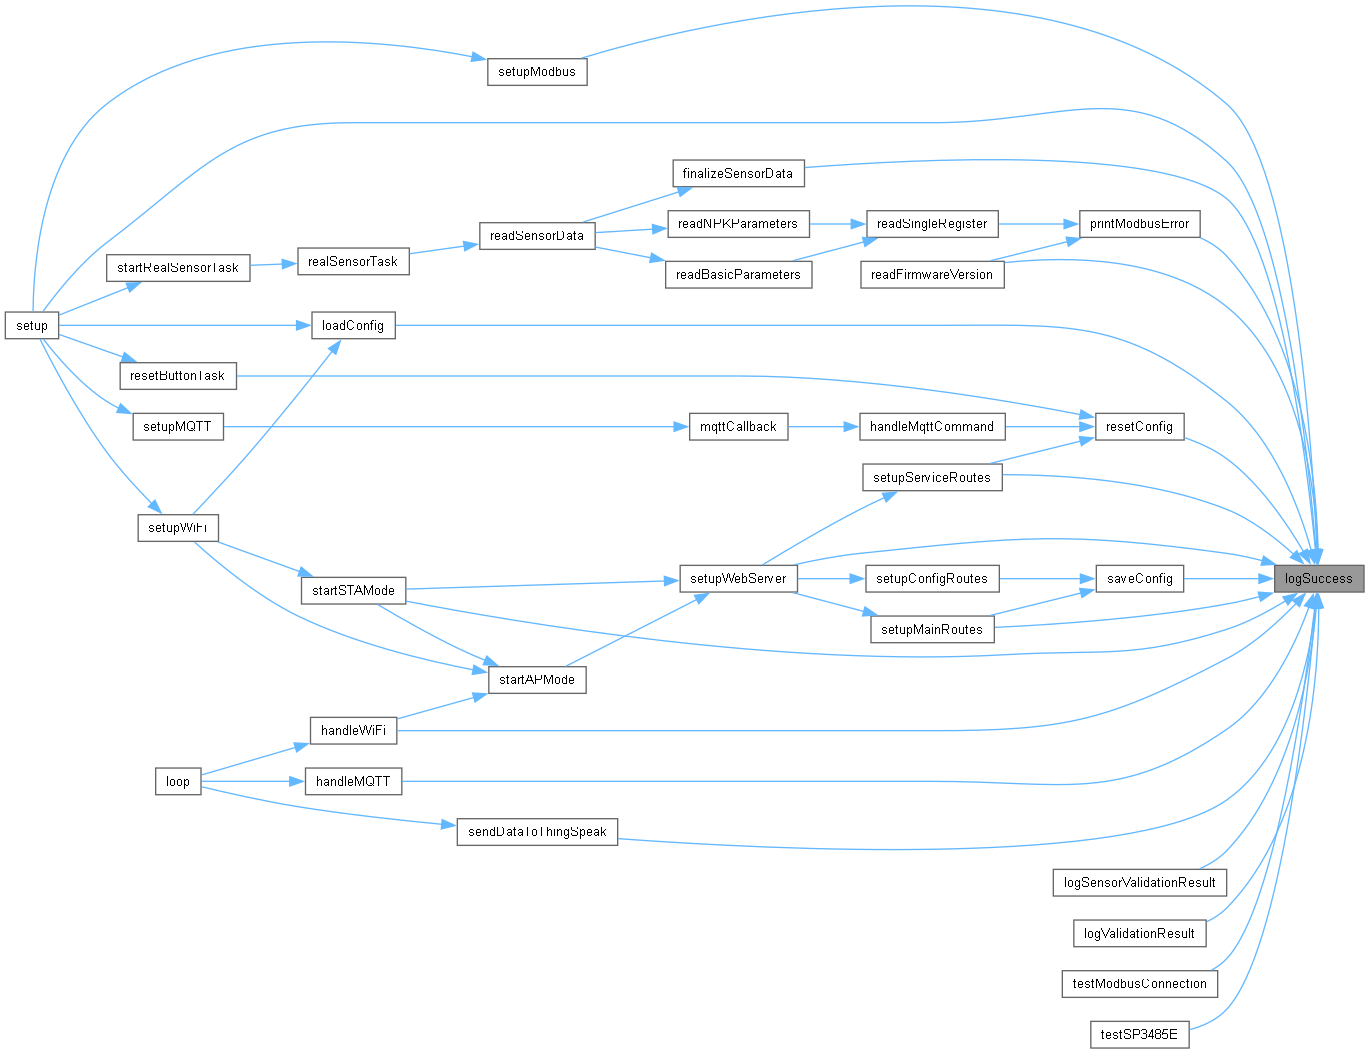 setupModbus
finalizeSensorData
readNPKParameters
readSingleRegister
printModbusError
readSensorData
realSensorTask
startRealSensorTask
readBasicParameters
readFirmwareVersion
setup
loadConfig
resetButtonTask
setupMQTT
mqttCallback
handleMqttCommand
resetConfig
setupServiceRoutes
setupWiFi
startSTAMode
setupWebServer
setupConfigRoutes
saveConfig
logSuccess
setupMainRoutes
startAPMode
handleWiFi
loop
handleMQTT
sendDataToThingSpeak
logSensorValidationResult
logValidationResult
testModbusConnection
testSP3485E